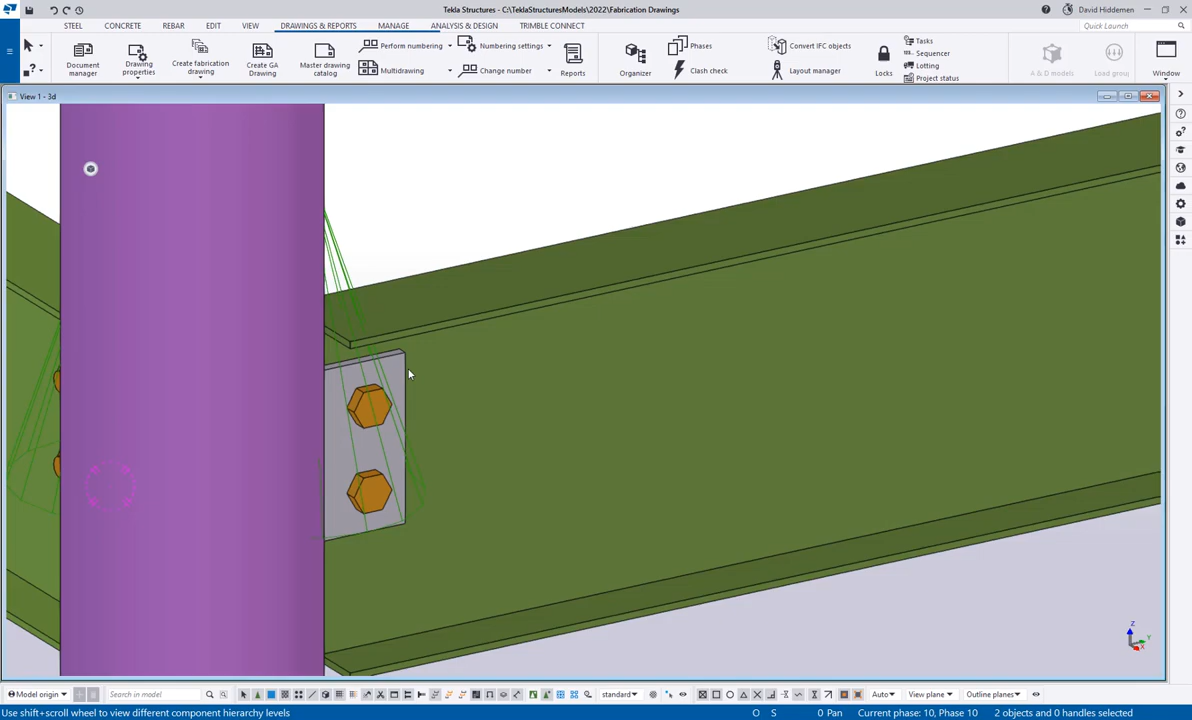 Tekla Structures - C:\TeklaStructuresModels\2022\Fabrication Drawings
David Hiddemen
STEEL CONCRETE REBAR EDIT VIEW DRAWINGS & REPORTS MANAGE ANALYSIS & DESIGN TRIMBLE CONNECT
Quick Launch
Document manager
Drawing properties
Create fabrication drawing
Create GA Drawing
Master drawing catalog
Perform numbering
Multidrawing
Numbering settings
Change number
Reports
Organizer
Phases
Clash check
Convert IFC objects
Layout manager
Locks
Tasks
Sequencer
Lotting
Project status
A & D models
Load group
Window
View 1 - 3d
Z
Y
X
Model origin
Search in model
standard
Auto
View plane
Outline planes
Use shift+scroll wheel to view different component hierarchy levels
O S 0 Pan Current phase: 10, Phase 10 2 objects and 0 handles selected